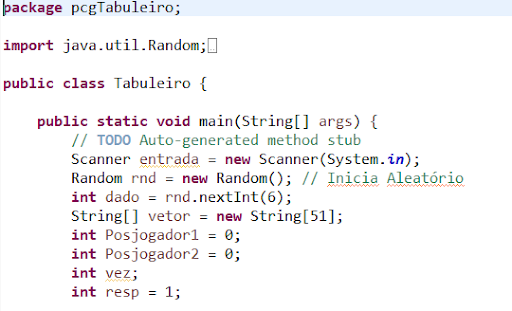 package pcgTabuleiro;
import java.util.Random;
public class Tabuleiro {
public static void main(String[] args) {
// TODO Auto-generated method stub
Scanner entrada = new Scanner(System.in);
Random rnd = new Random(); // Inicia Aleatório
int dado = rnd.nextInt(6);
String[] vetor = new String[51];
int Posjogador1 = 0;
int Posjogador2 = 0;
int vez;
int resp = 1;